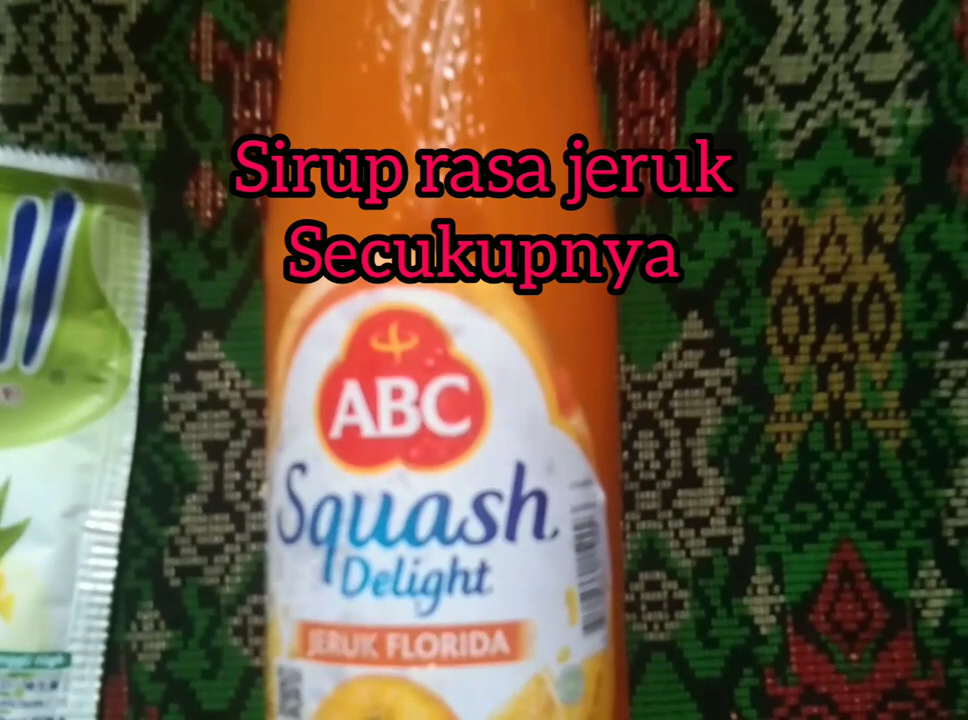 Sirup rasa jeruk
Secukupnya
ABC
Squash
Delight
JERUK FLORIDA